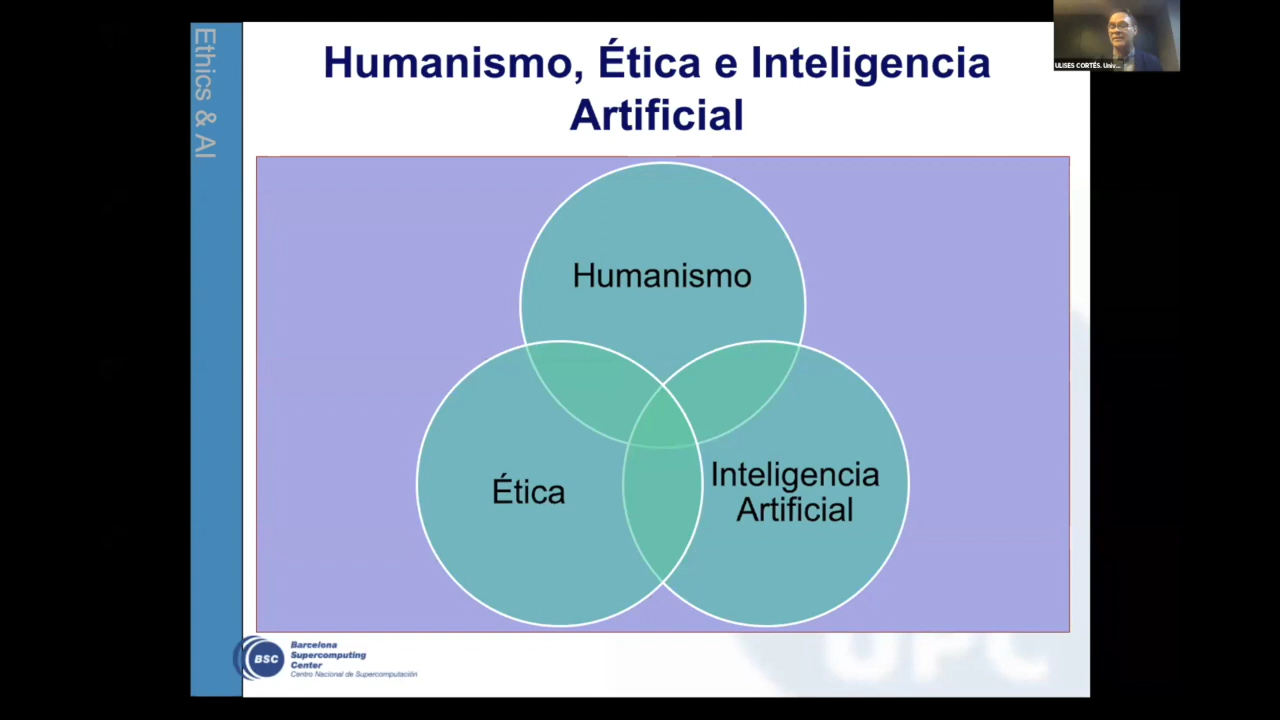 Ethics & AI
Humanismo, Ética e Inteligencia
Artificial
ULISES CORTÉS. Univ...
Humanismo
Ética
Inteligencia
Artificial
BSC
Barcelona
Supercomputing
Center
Centro Nacional de Supercomputación
UPC